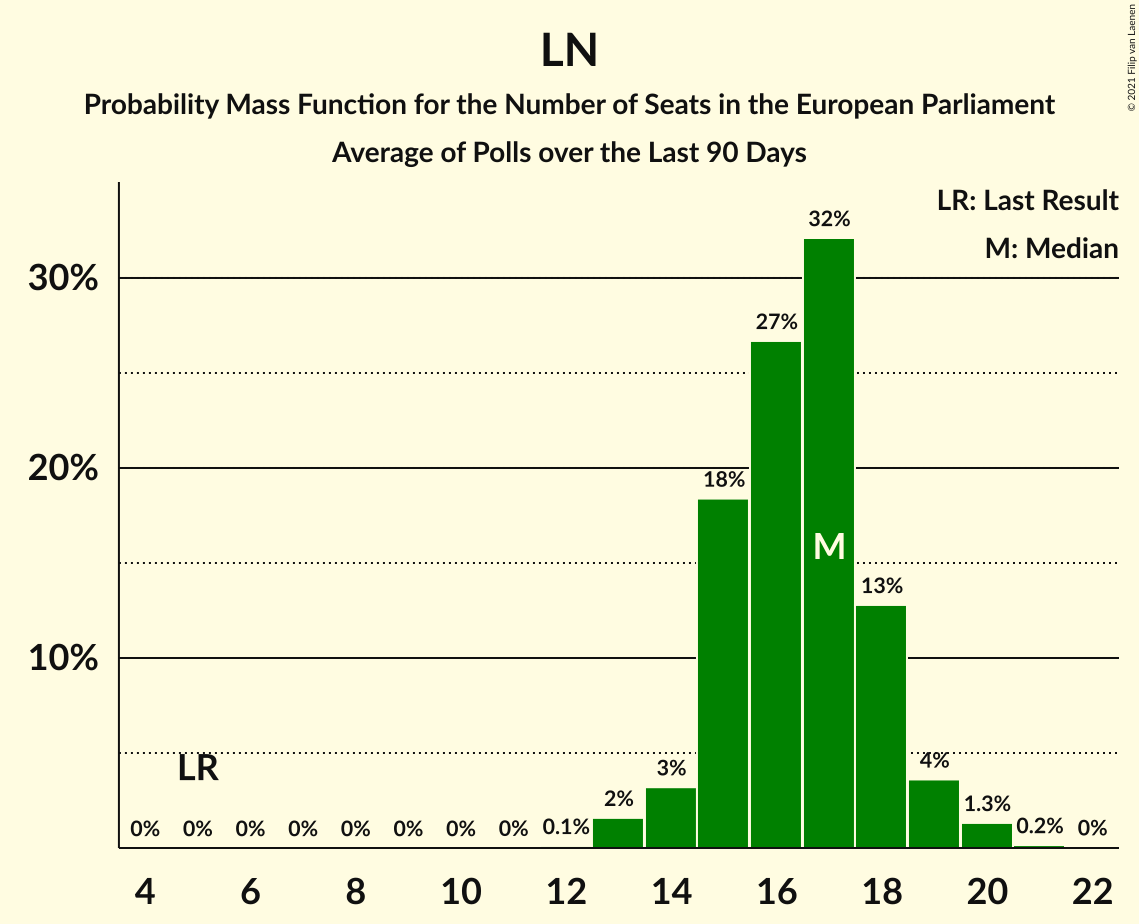 LN
Probability Mass Function for the Number of Seats in the European Parliament
Average of Polls over the Last 90 Days
© 2021 Filip van Laenen
LR: Last Result
M: Median
30%
20%
10%
LR
M
0%
0%
0%
0%
0%
0%
0%
0%
0.1%
2%
3%
18%
27%
32%
13%
4%
1.3%
0.2%
0%
4 6 8 10 12 14 16 18 20 22